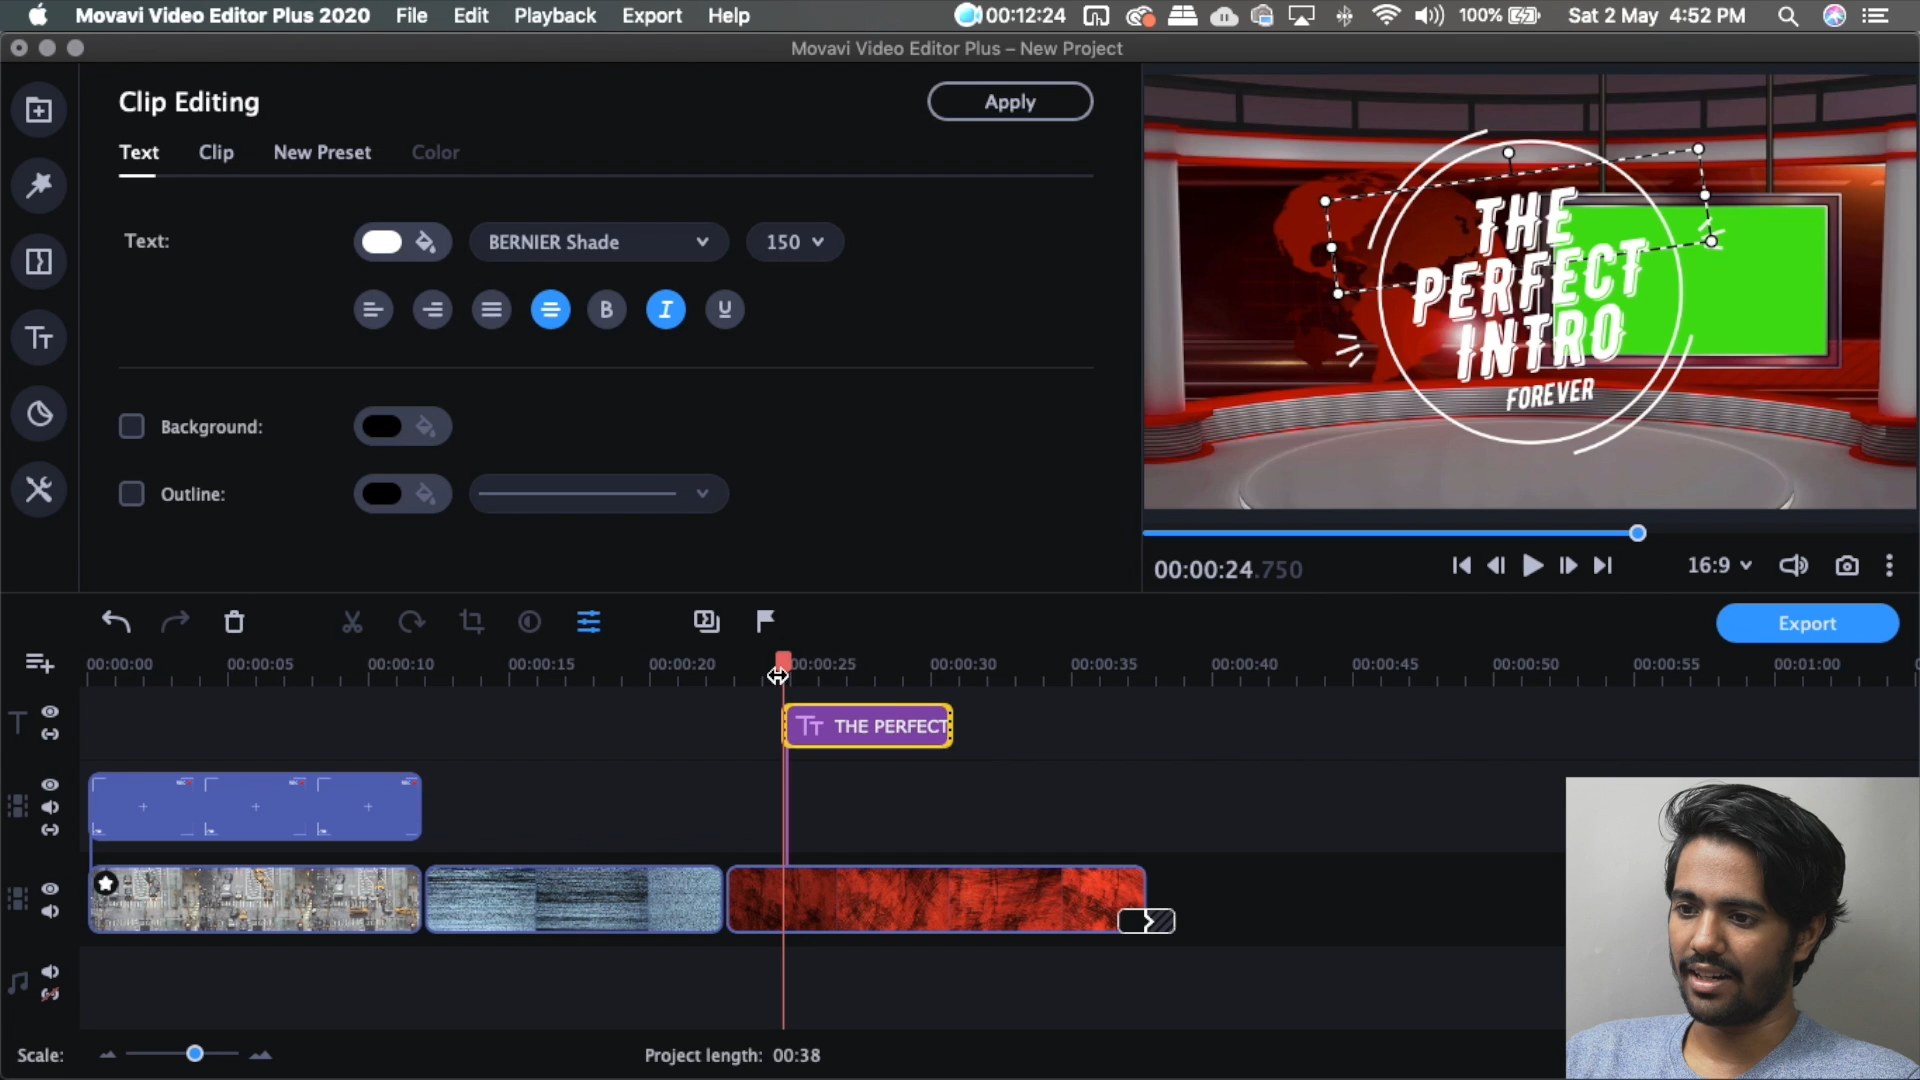 Movavi Video Editor Plus 2020 File Edit Playback Export Help 00:12:24 100% Sat 2 May 4:52 PM
Movavi Video Editor Plus – New Project
Clip Editing
Apply
Text Clip New Preset Color
Text: BERNIER Shade 150
B I U
Background:
Outline:
THE
PERFECT
INTRO
FOREVER
00:00:24.750
16:9
Export
00:00:00 00:00:05 00:00:10 00:00:15 00:00:20 00:00:25 00:00:30 00:00:35 00:00:40 00:00:45 00:00:50 00:00:55 00:01:00
T
TT THE PERFECT
Scale:
Project length: 00:38